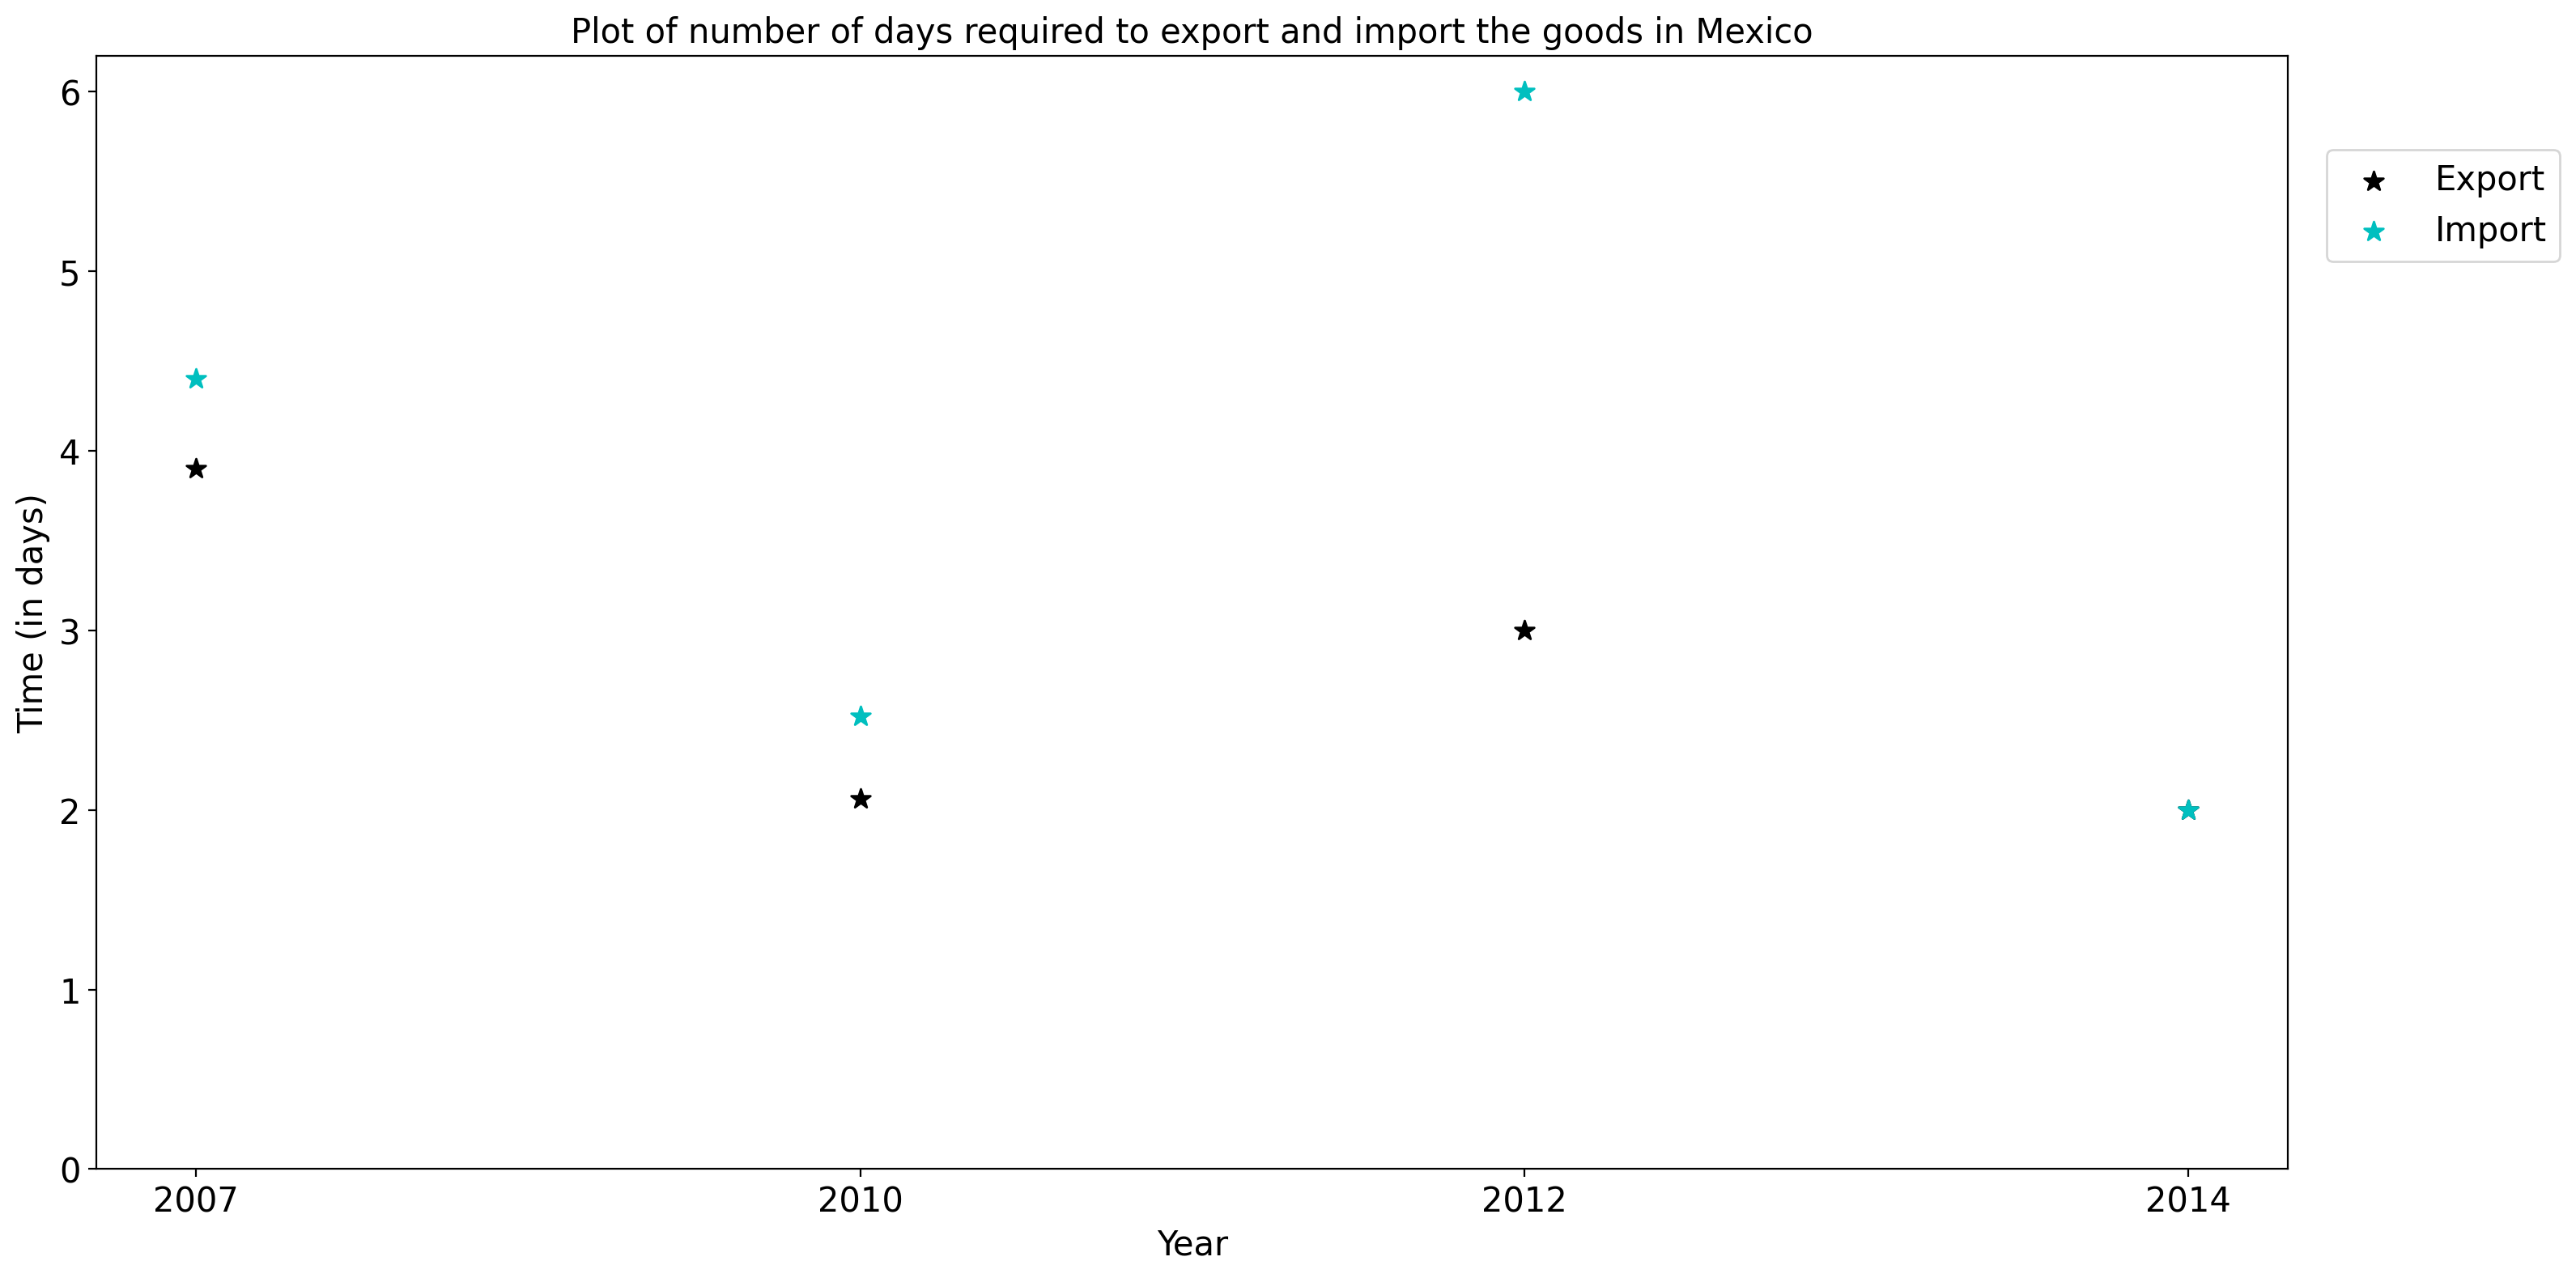 Plot of number of days required to export and import the goods in Mexico
6
5
4
3
2
1
0
Time (in days)
2007 2010 2012 2014
Year
Export
Import